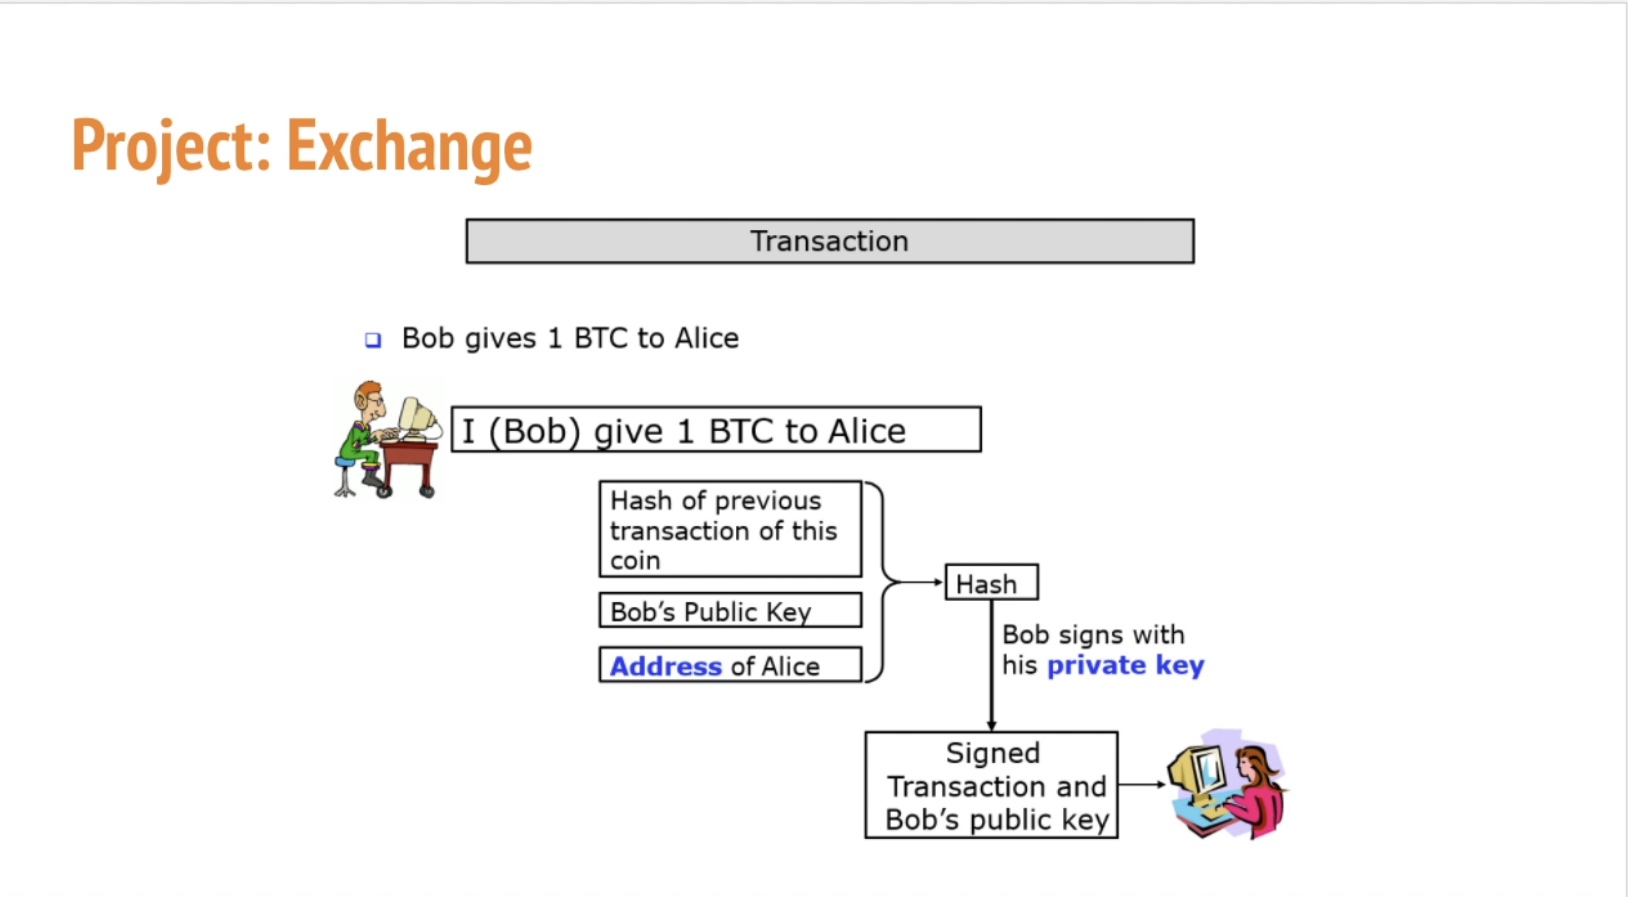 Project: Exchange
Transaction
Bob gives 1 BTC to Alice
I (Bob) give 1 BTC to Alice
Hash of previous
transaction of this
coin
Bob’s Public Key
Address of Alice
Hash
Bob signs with
his private key
Signed
Transaction and
Bob’s public key